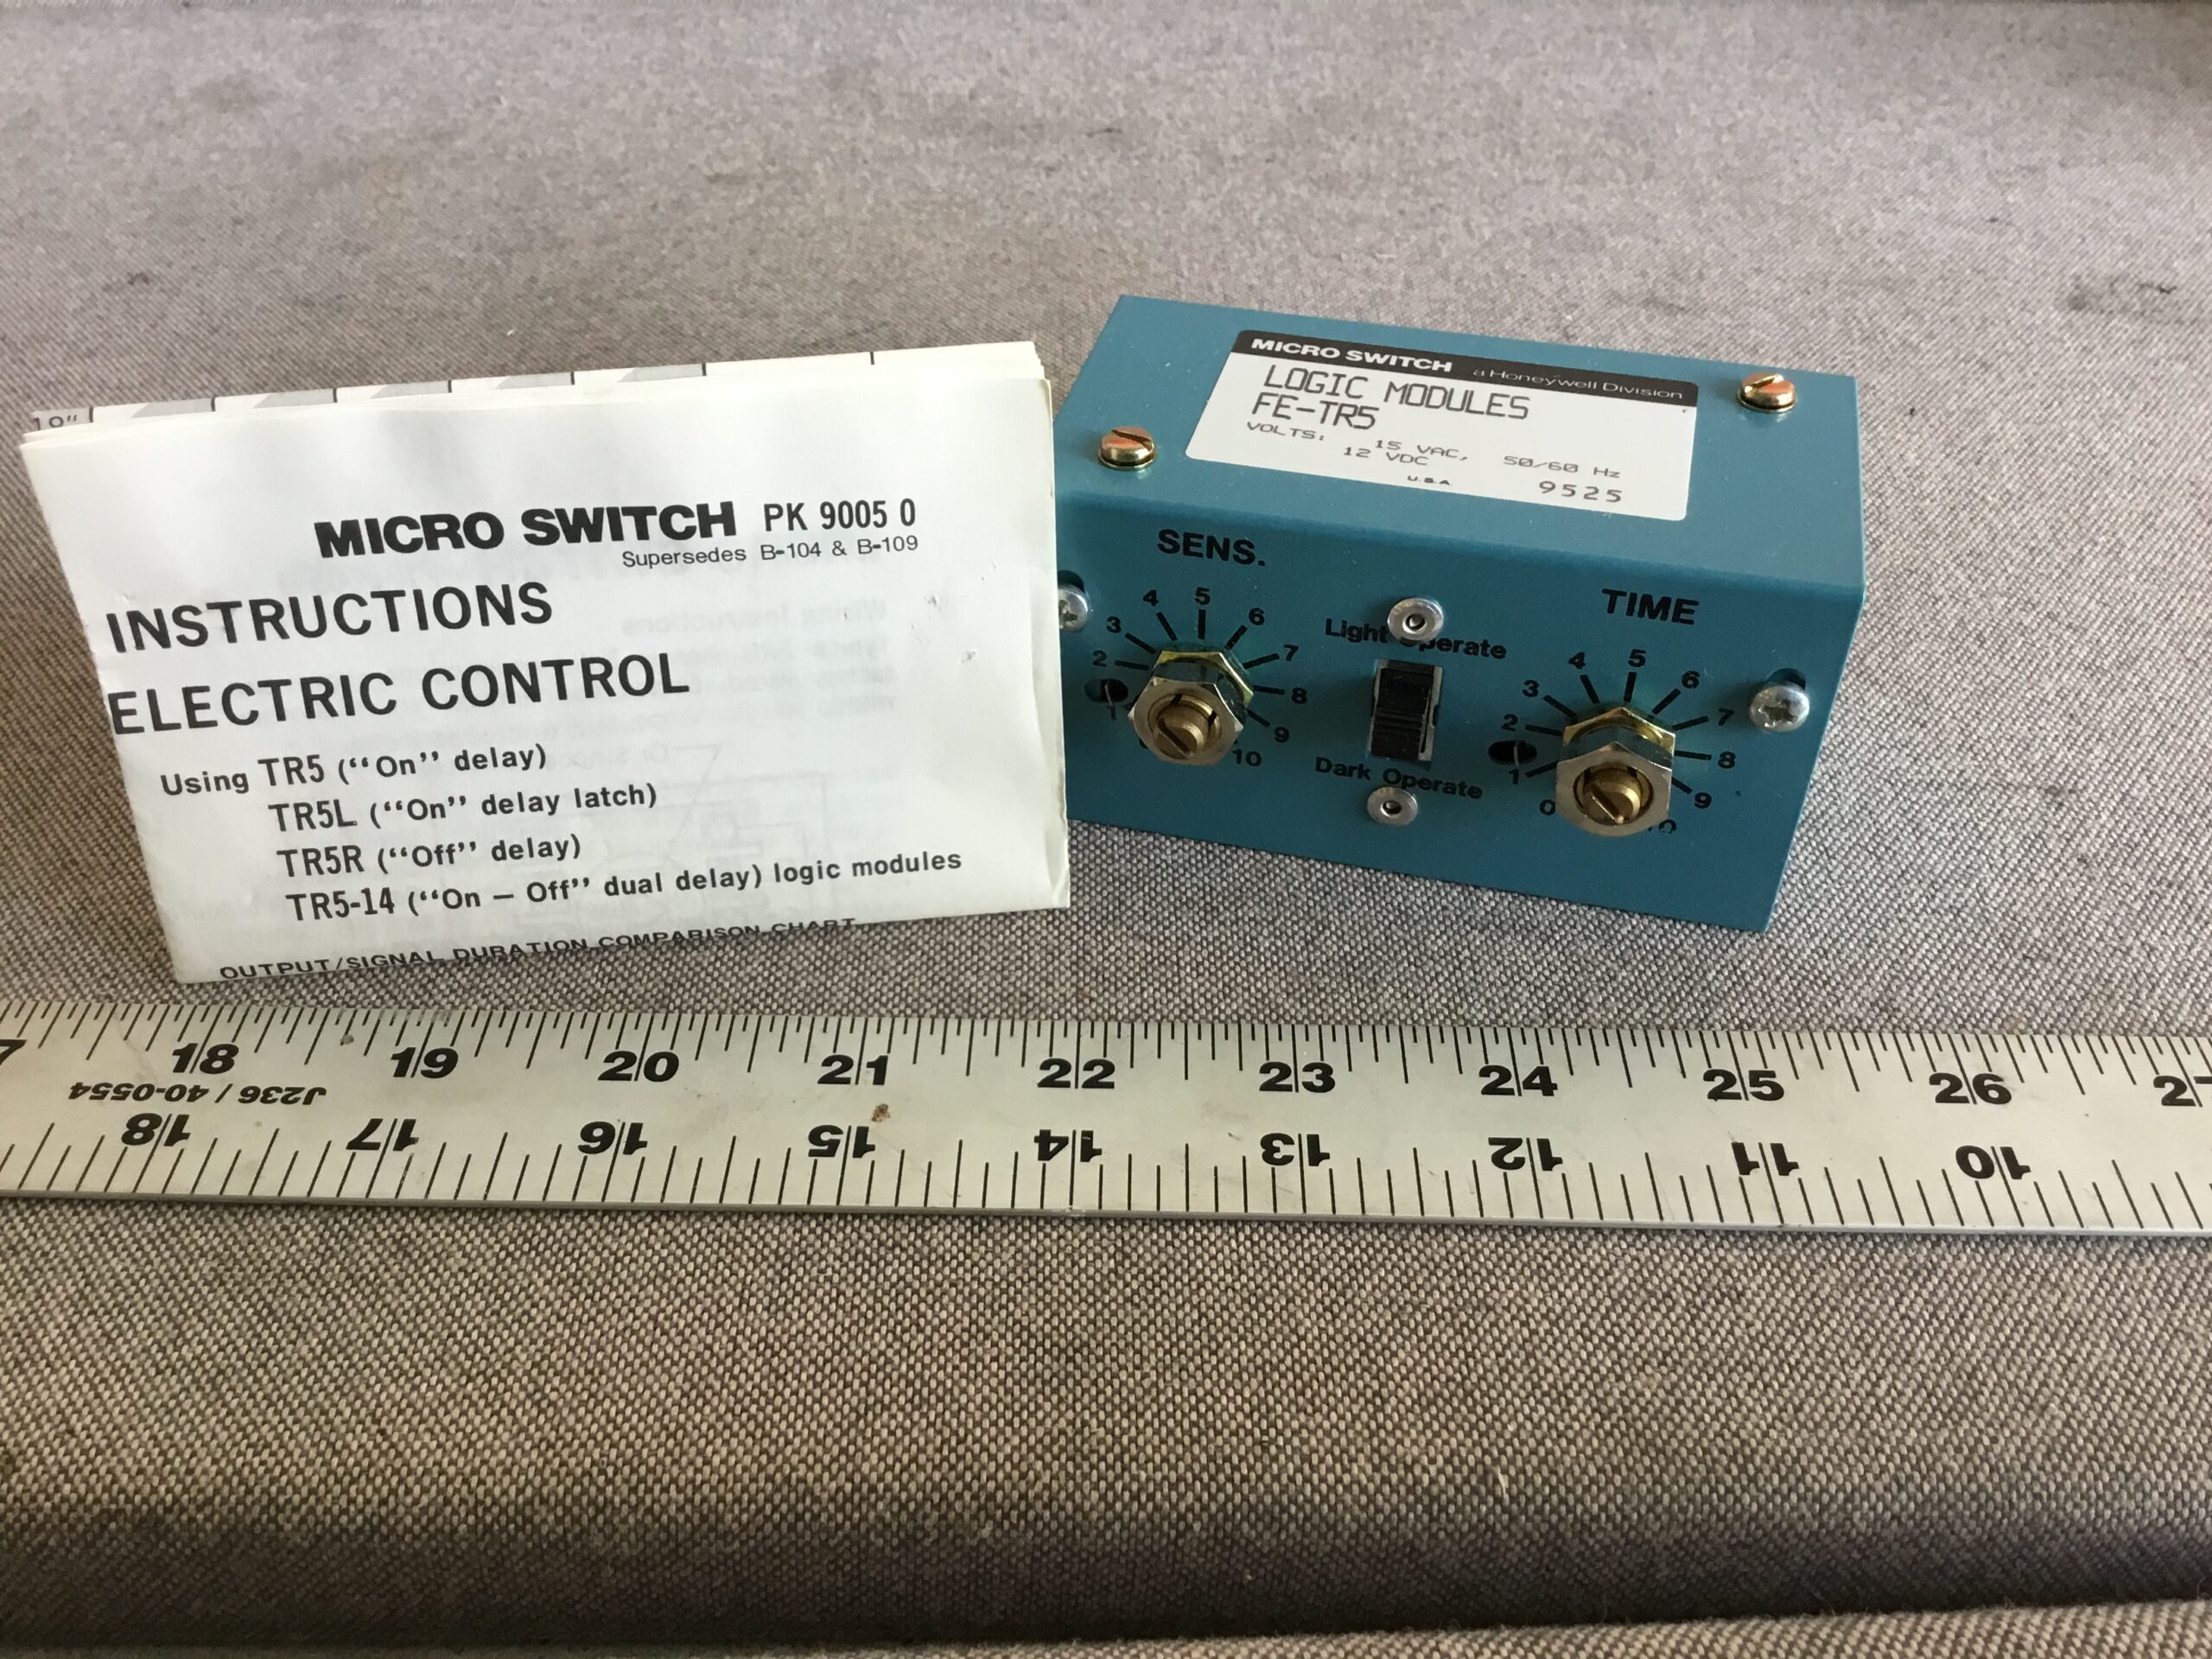 10"
MICRO SWITCH PK 9005 0
Supersedes B-104 & B-109
INSTRUCTIONS
ELECTRIC CONTROL
Using TR5 (“On” delay)
TR5L (“On” delay latch)
TR5R (“Off” delay)
TR5-14 (“On — Off” dual delay) logic modules
OUTPUT/SIGNAL DURATION COMPARISON CHART
MICRO SWITCH a Honeywell Division
LOGIC MODULES
FE-TR5
VOLTS: 15 VAC, 50/60 Hz
12 VDC
U.S.A. 9525
SENS.
1 2 3 4 5 6 7 8 9 10
Light Operate
Dark Operate
TIME
0 1 2 3 4 5 6 7 8 9 10
7 18 19 20 21 22 23 24 25 26 27
J236 / 40-0554
18 17 16 15 14 13 12 11 10